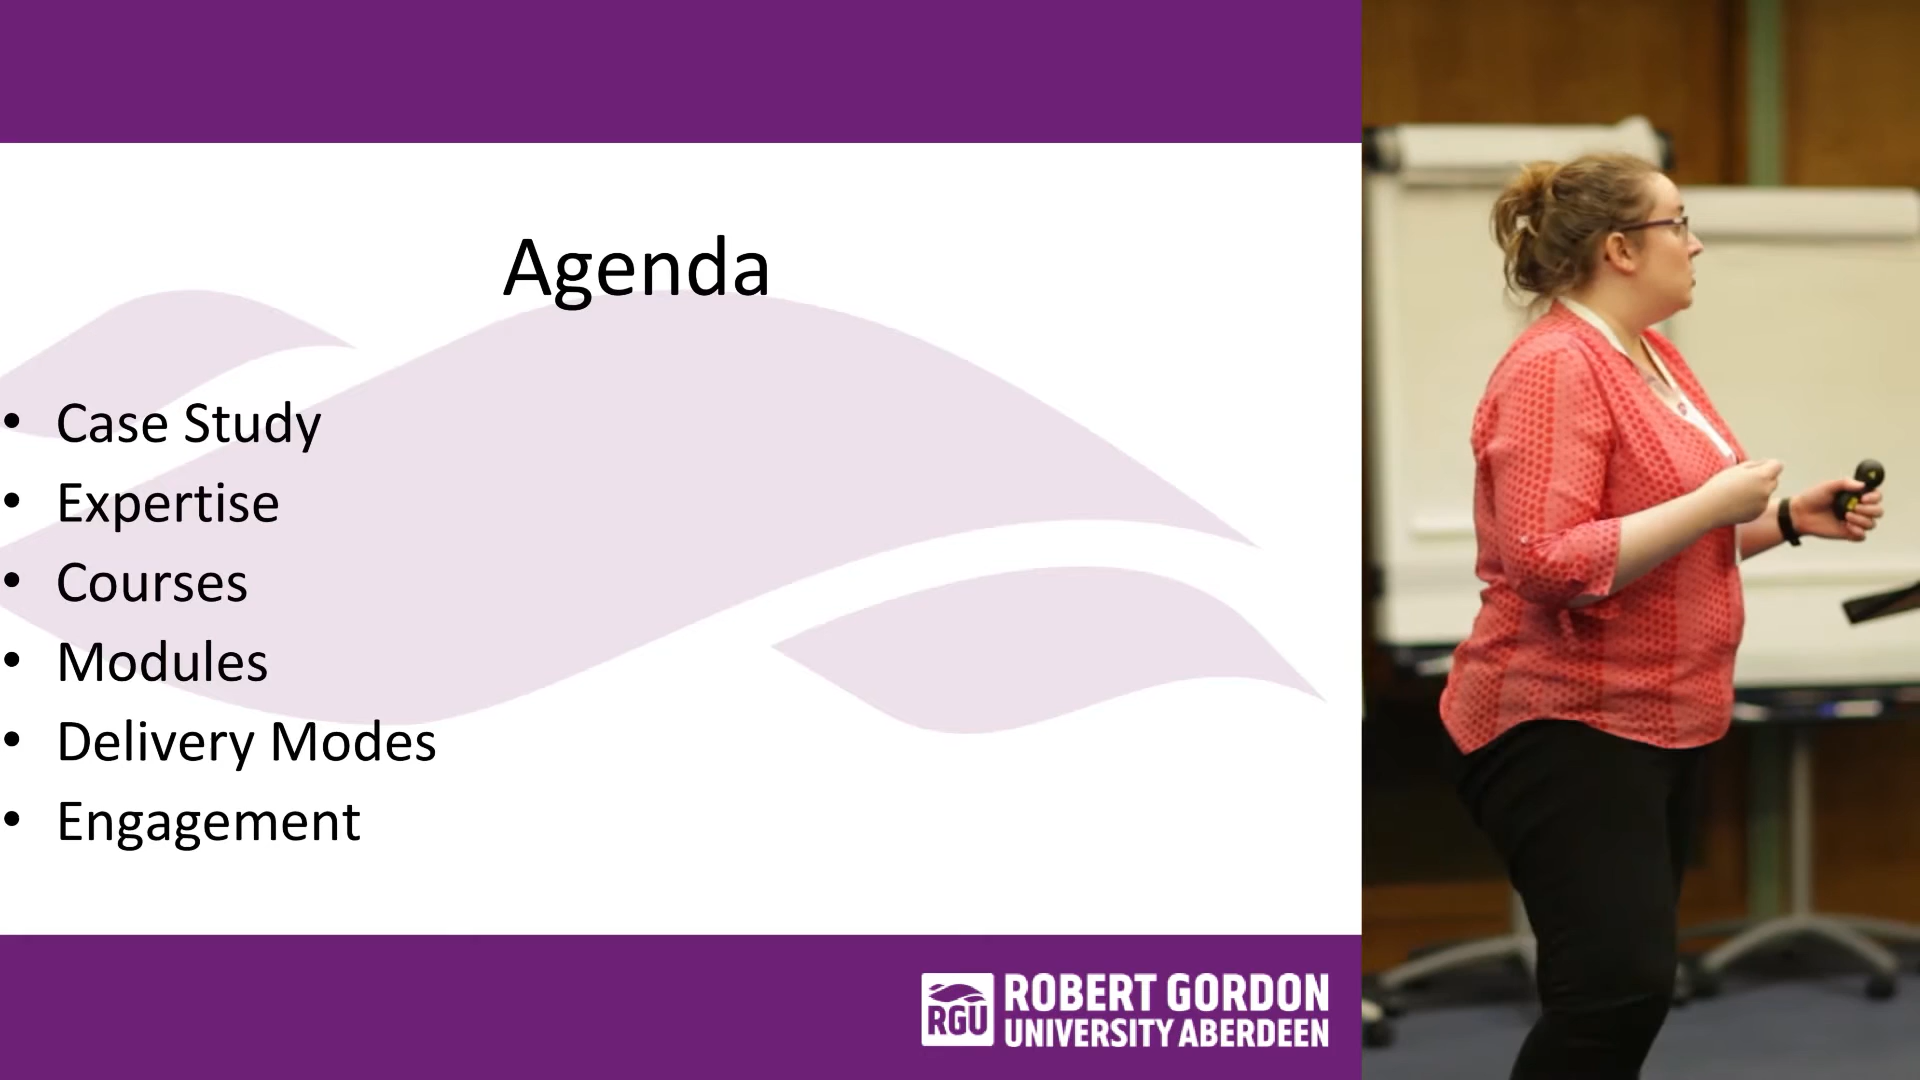 Agenda
• Case Study
• Expertise
• Courses
• Modules
• Delivery Modes
• Engagement
RGU
ROBERT GORDON
UNIVERSITY ABERDEEN